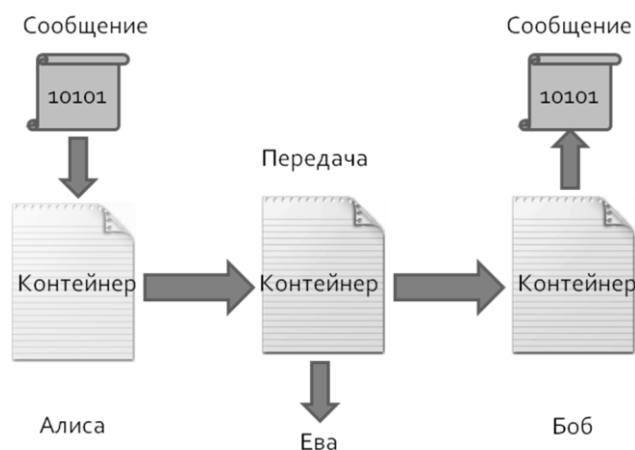 Сообщение
Сообщение
10101
10101
Передача
Контейнер
Контейнер
Контейнер
Алиса
Ева
Боб